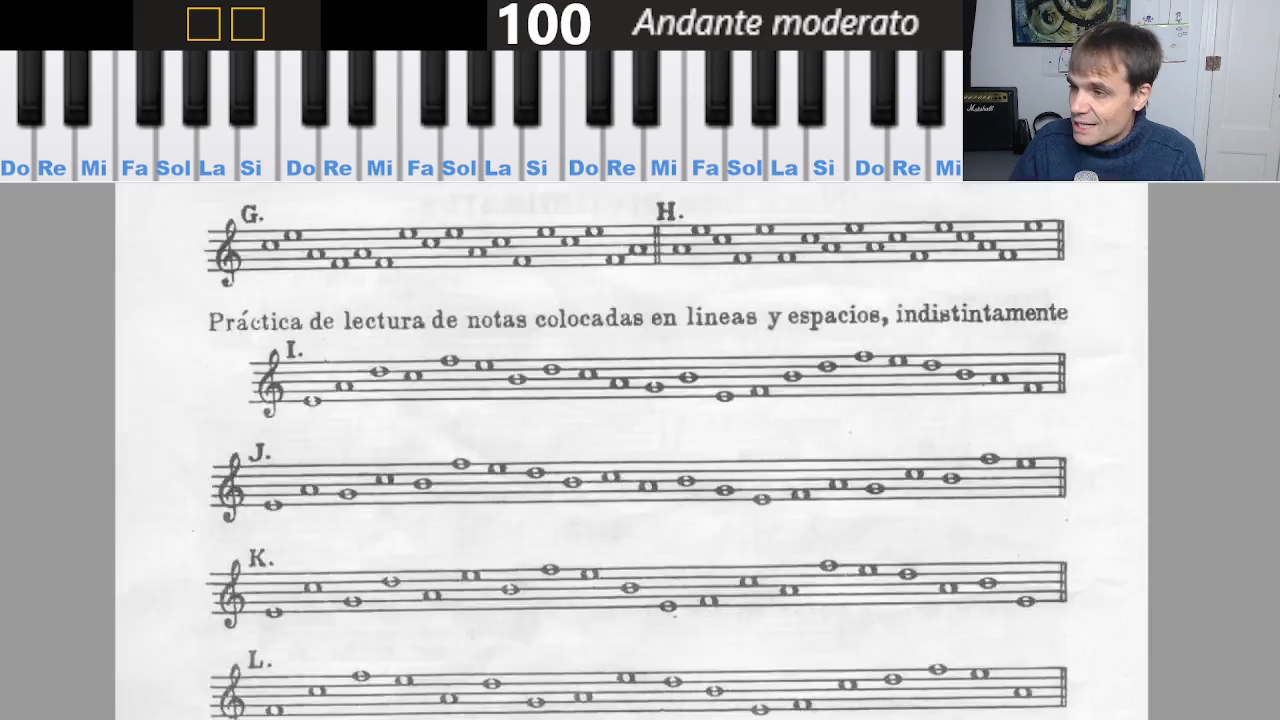 100 Andante moderato
Marshall
Do Re Mi Fa Sol La Si Do Re Mi Fa Sol La Si Do Re Mi Fa Sol La Si Do Re Mi
G. H.
Práctica de lectura de notas colocadas en lineas y espacios, indistintamente
I.
J.
K.
L.